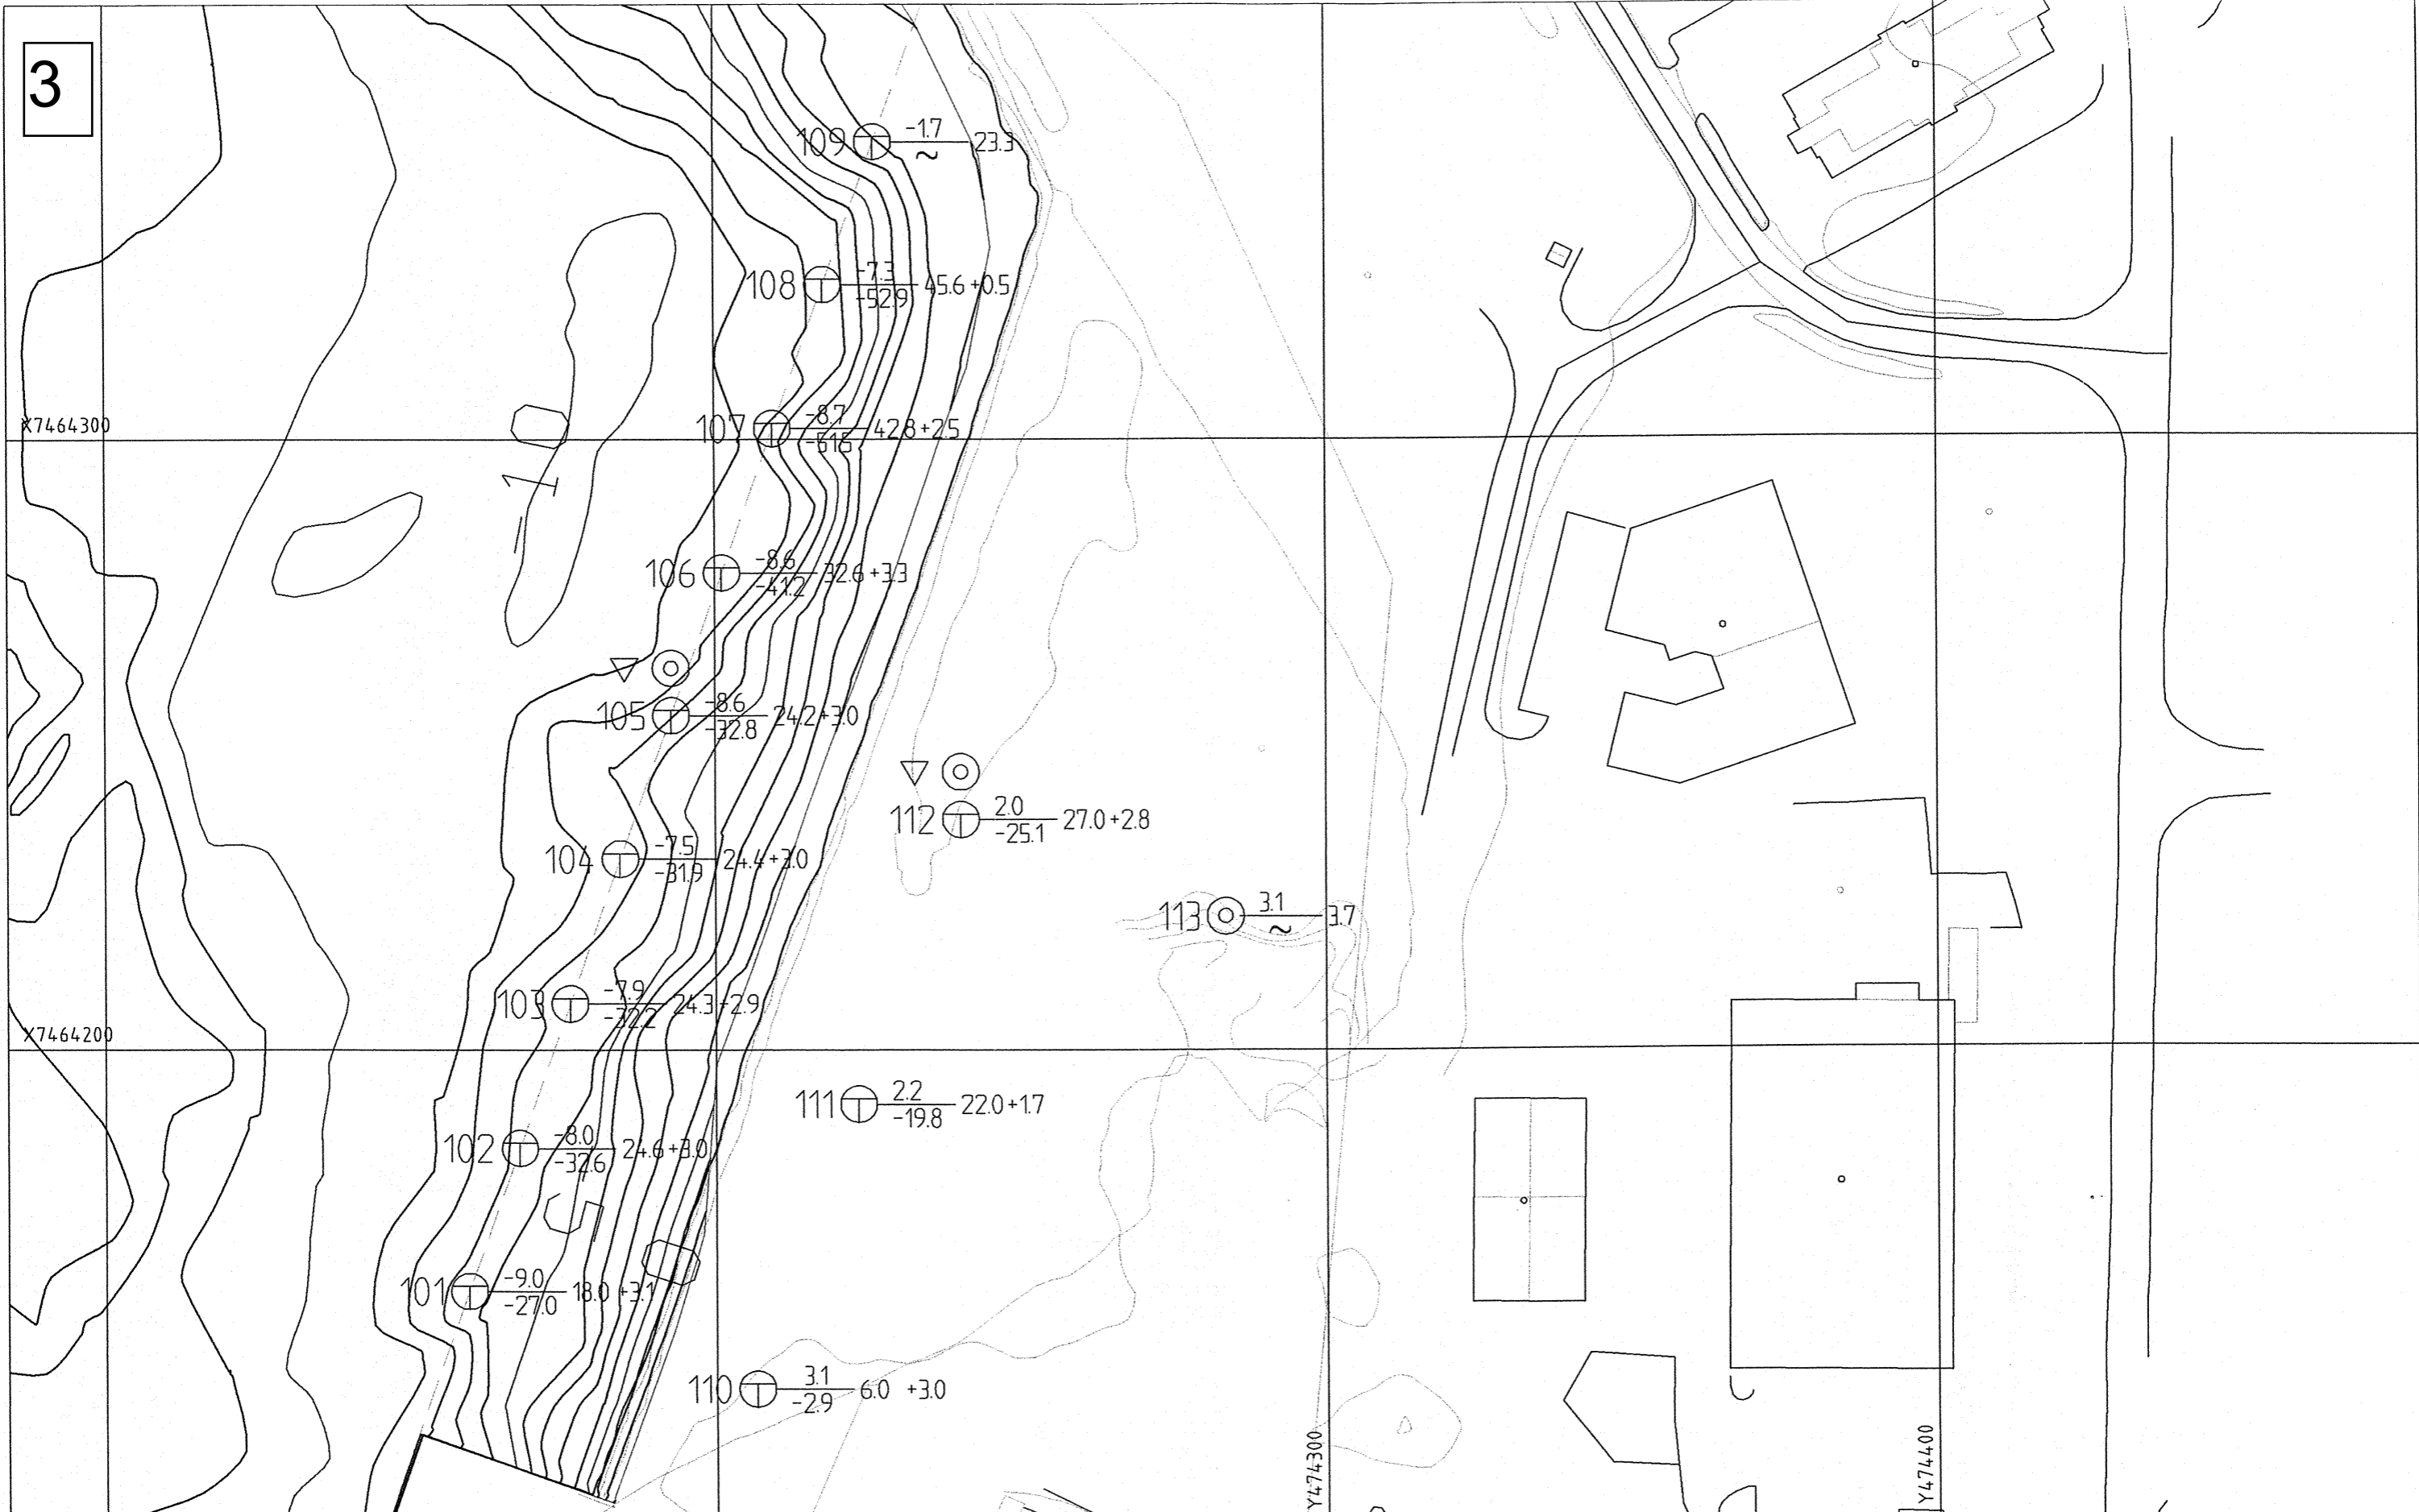 3
109 -1.7 ~ 23.3
108 -7.3 -52.9 45.6 +0.5
X7464300
107 -8.7 -51.5 42.8 +2.5
-10
106 -8.6 -41.2 32.6 +3.3
105 -8.6 -32.8 24.2 +3.0
112 2.0 -25.1 27.0 +2.8
104 -7.5 -31.9 24.4 +3.0
113 3.1 ~ 3.7
103 -7.9 -32.2 24.3 +2.9
X7464200
111 2.2 -19.8 22.0 +1.7
102 -8.0 -32.6 24.6 +3.0
101 -9.0 -27.0 18.0 +3.1
110 3.1 -2.9 6.0 +3.0
Y474300
Y474400